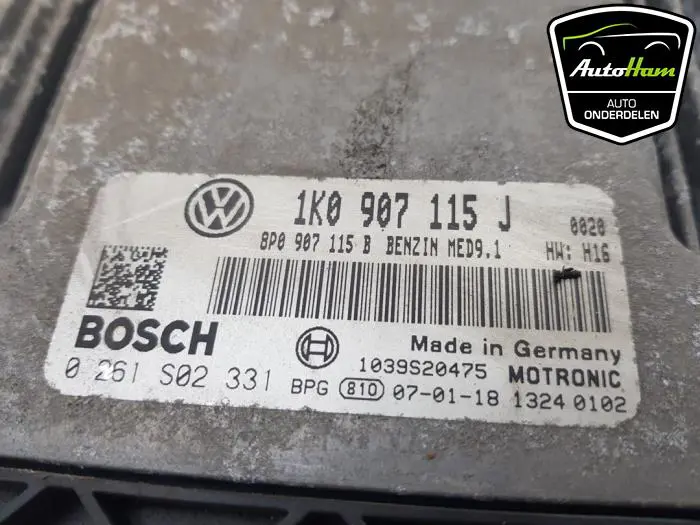 AutoHam
AUTO
ONDERDELEN
1K0 907 115 J 0020
8P0 907 115 B BENZIN MED9.1 HW: H16
BOSCH Made in Germany
0 261 S02 331 1039S20475 MOTRONIC
BPG 810 07-01-18 1324 0102